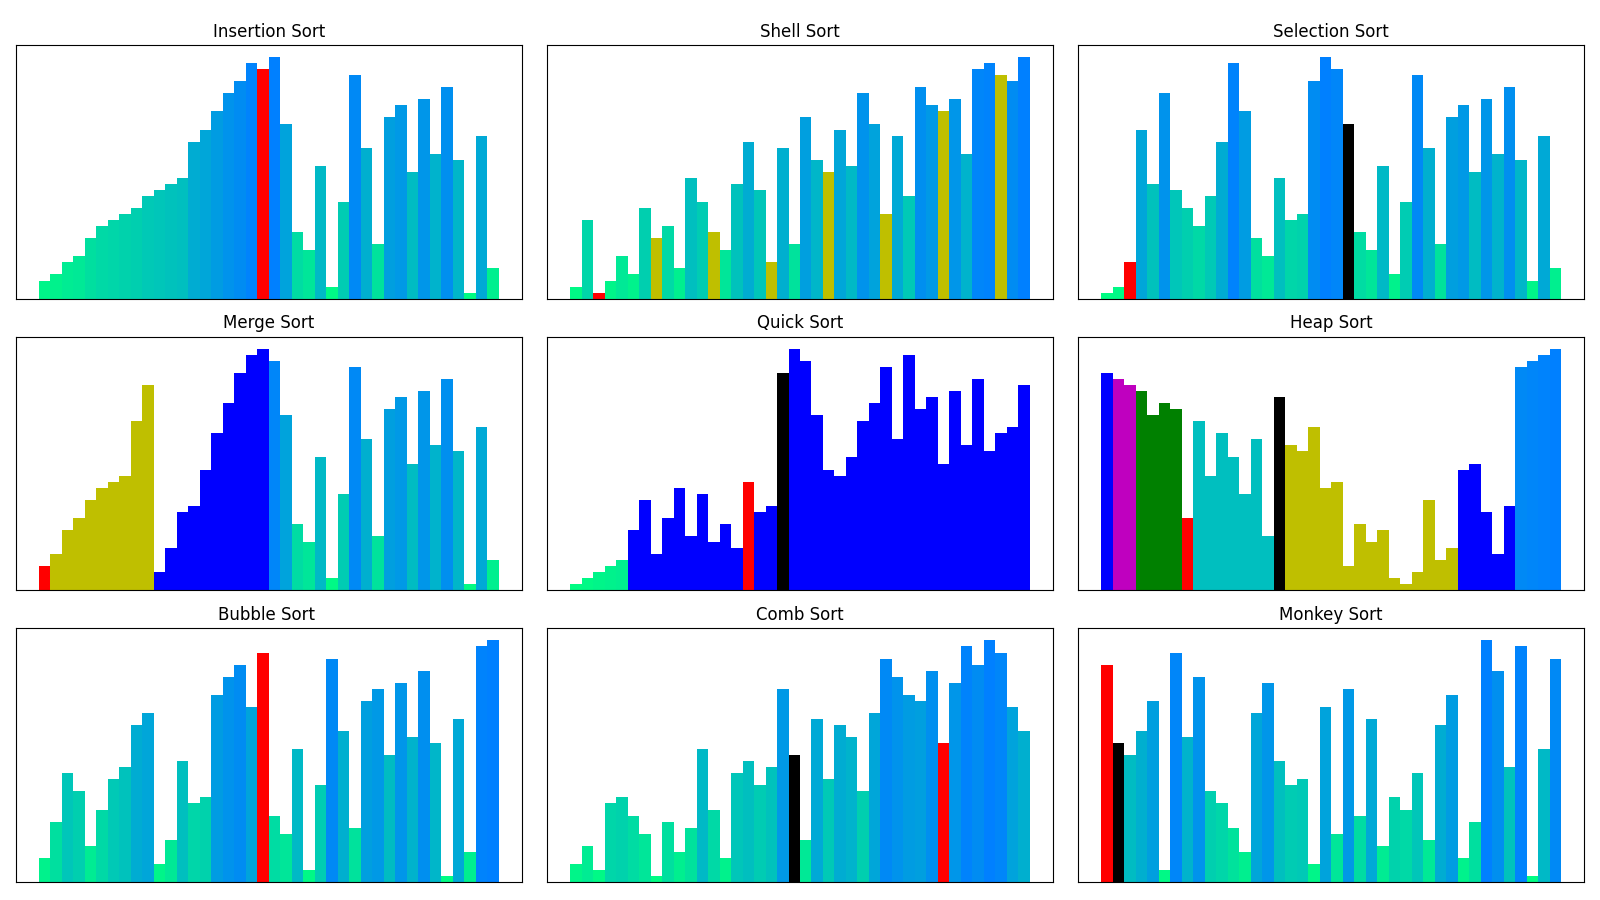 Insertion Sort
Shell Sort
Selection Sort
Merge Sort
Quick Sort
Heap Sort
Bubble Sort
Comb Sort
Monkey Sort